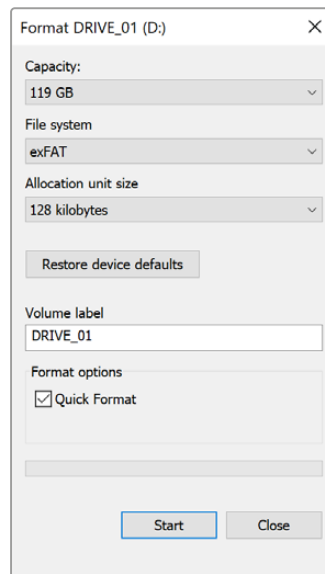 Format DRIVE_01 (D:)
Capacity:
119 GB
File system
exFAT
Allocation unit size
128 kilobytes
Restore device defaults
Volume label
DRIVE_01
Format options
Quick Format
Start Close